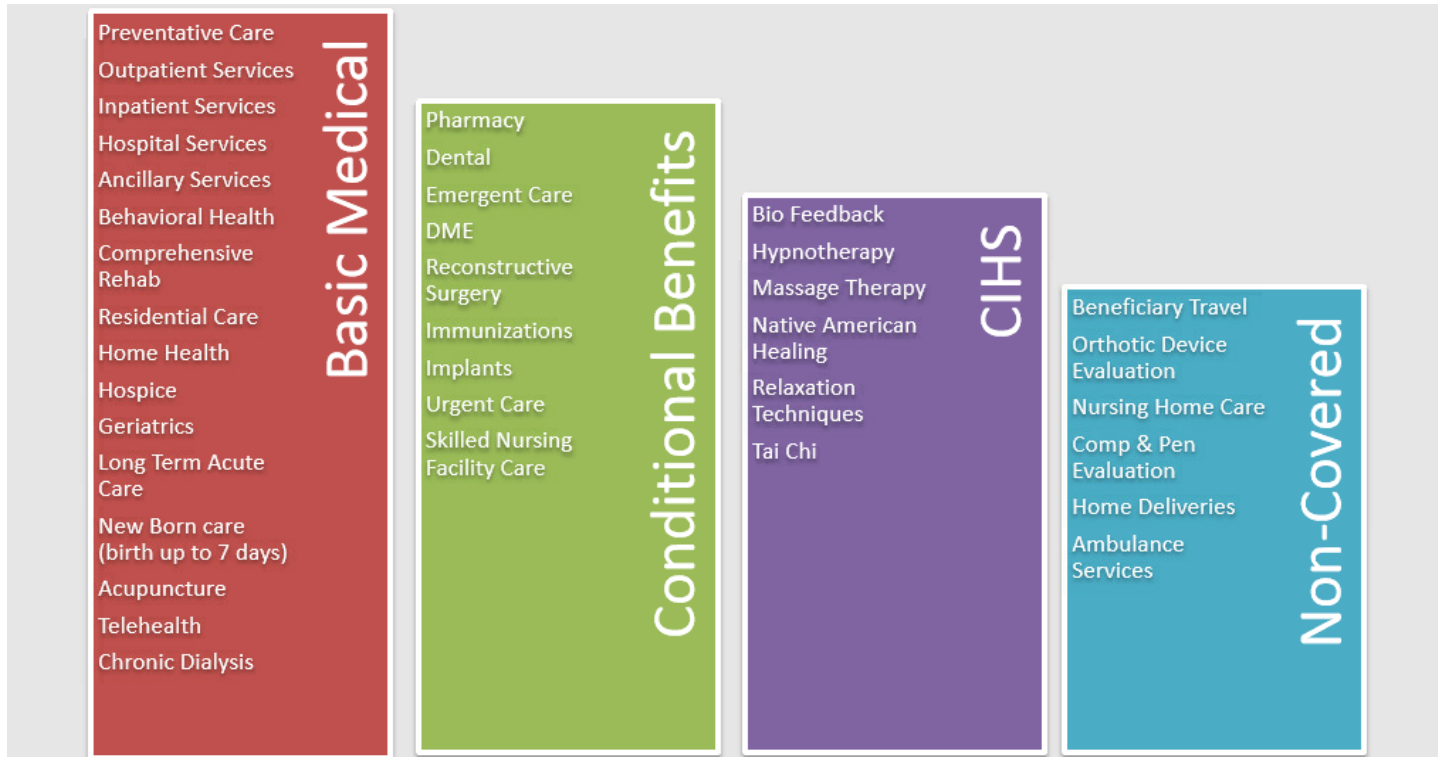 Preventative Care
Outpatient Services
Inpatient Services
Hospital Services
Ancillary Services
Behavioral Health
Comprehensive
Rehab
Residential Care
Home Health
Hospice
Geriatrics
Long Term Acute
Care
New Born care
(birth up to 7 days)
Acupuncture
Telehealth
Chronic Dialysis
Basic Medical
Pharmacy
Dental
Emergent Care
DME
Reconstructive
Surgery
Immunizations
Implants
Urgent Care
Skilled Nursing
Facility Care
Conditional Benefits
Bio Feedback
Hypnotherapy
Massage Therapy
Native American
Healing
Relaxation
Techniques
Tai Chi
CIHS
Beneficiary Travel
Orthotic Device
Evaluation
Nursing Home Care
Comp & Pen
Evaluation
Home Deliveries
Ambulance
Services
Non-Covered